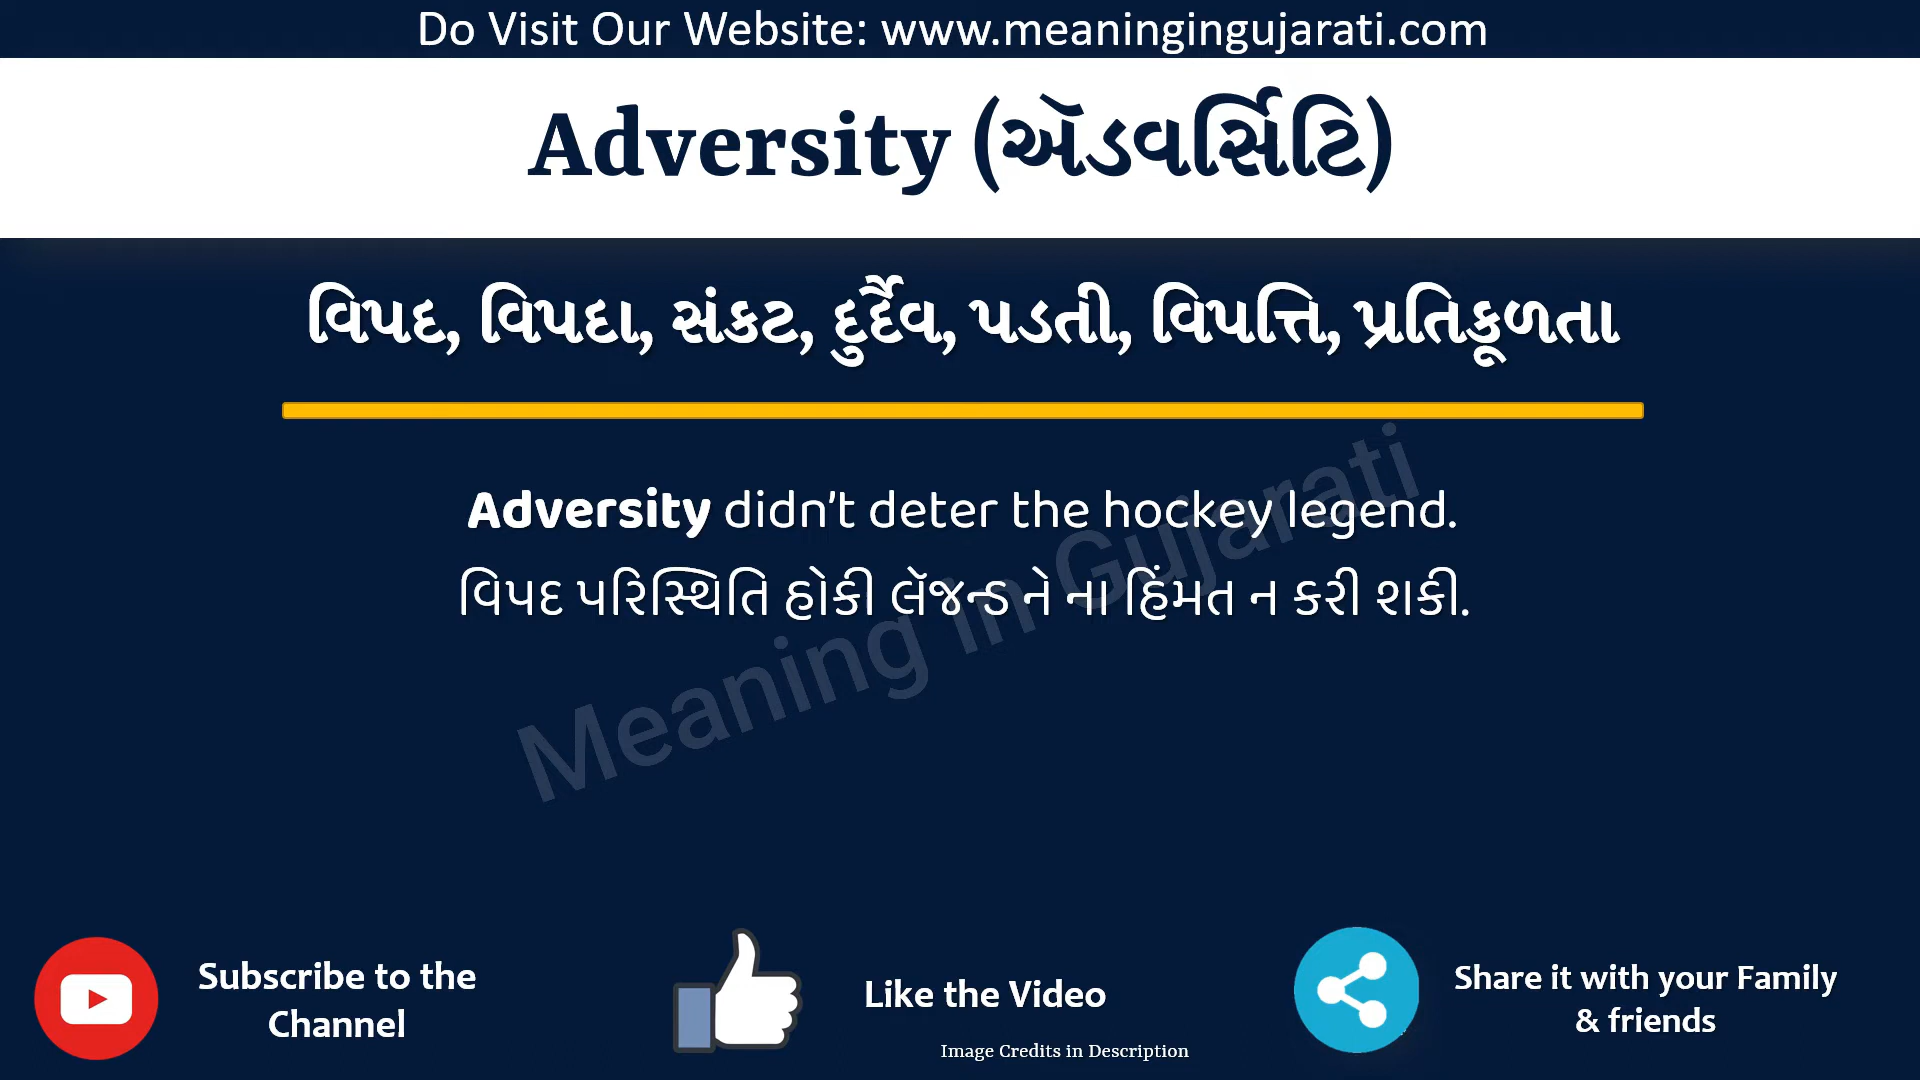 Do Visit Our Website: www.meaningingujarati.com
Adversity (ઍડવર્સિટિ)
વિપદ, વિપદા, સંકટ, દુર્દૈવ, પડતી, વિપત્તિ, પ્રતિકૂળતા
Adversity didn't deter the hockey legend.
વિપદ પરિસ્થિતિ હોકી લૅજન્ડ ને ના હિંમત ન કરી શકી.
Meaning in Gujarati
Subscribe to the
Channel
Like the Video
Share it with your Family
& friends
Image Credits in Description